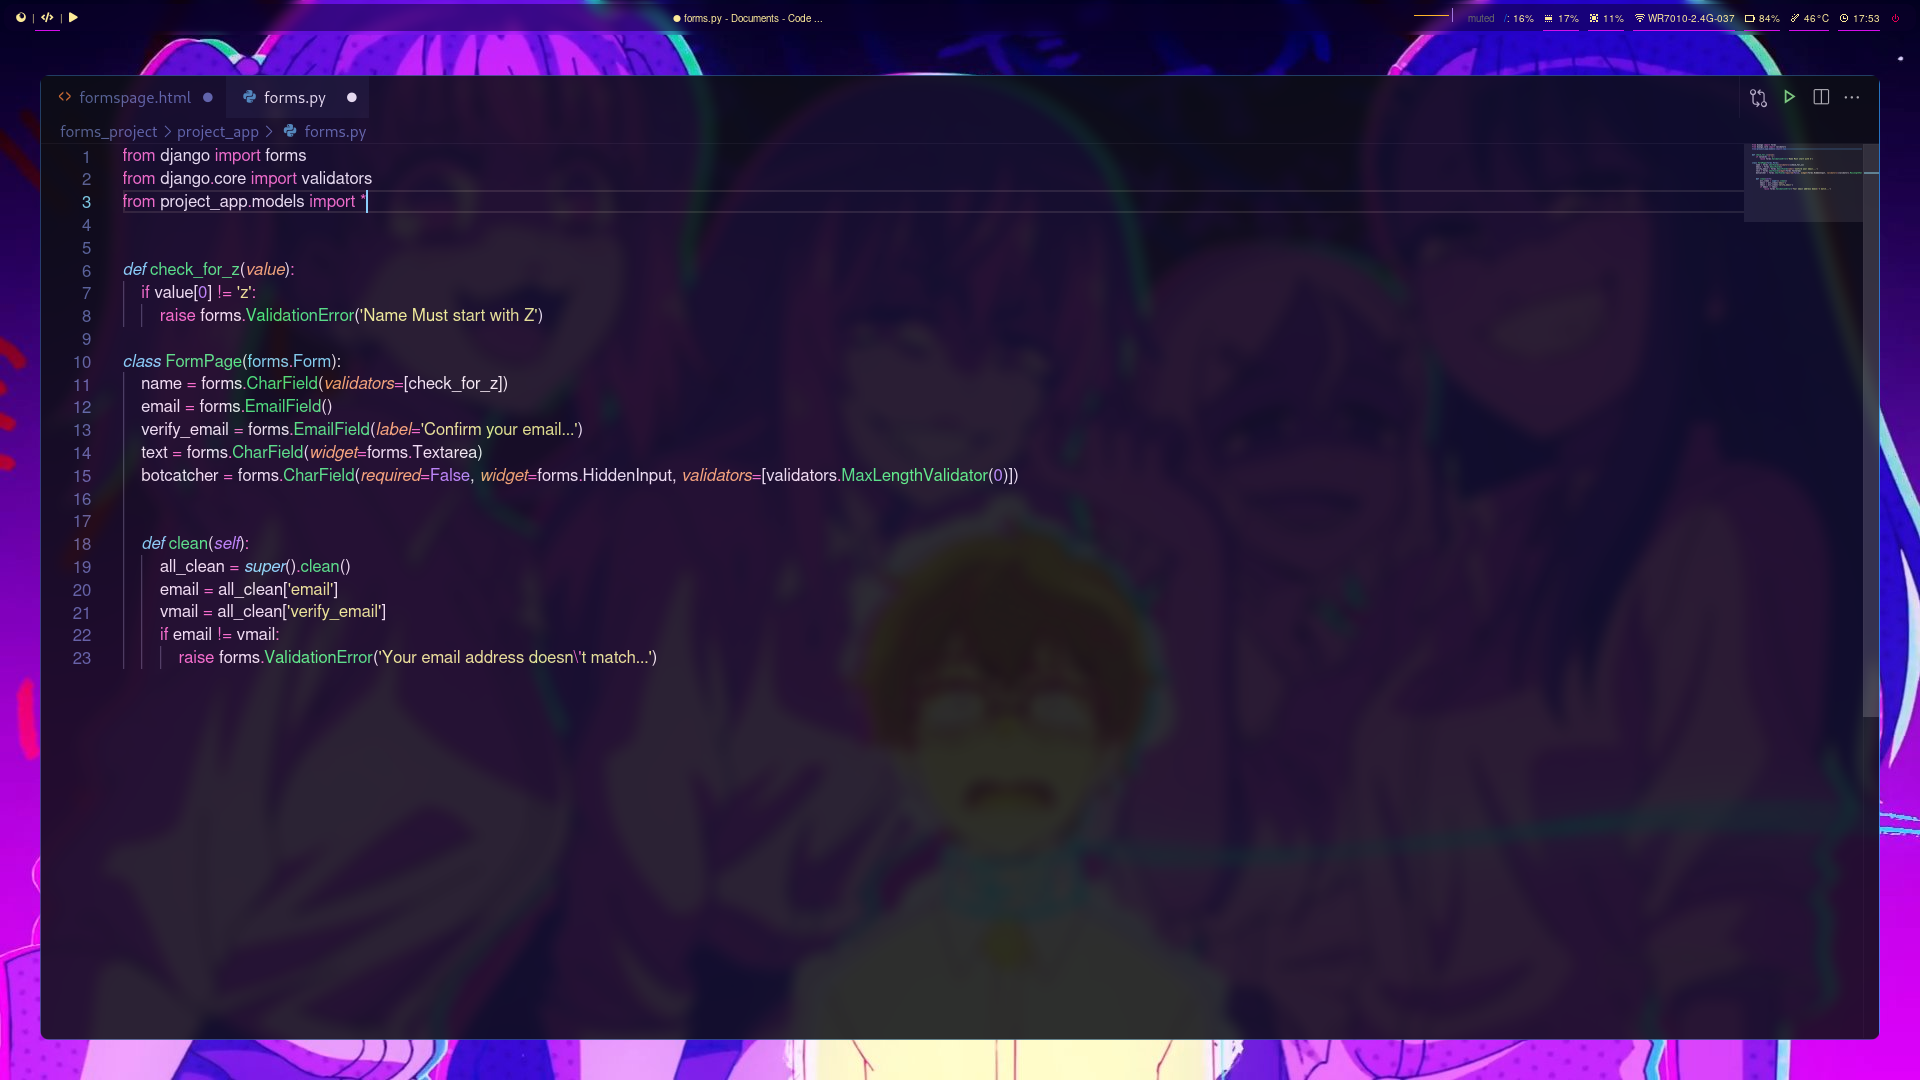 forms.py - Documents - Code ...
muted
/: 16%
17%
11%
WR7010-2.4G-037
84%
46°C
17:53
formspage.html
forms.py
forms_project > project_app > forms.py
1 from django import forms
2 from django.core import validators
3 from project_app.models import *
4
5
6 def check_for_z(value):
7 if value[0] != 'z':
8 raise forms.ValidationError('Name Must start with Z')
9
10 class FormPage(forms.Form):
11 name = forms.CharField(validators=[check_for_z])
12 email = forms.EmailField()
13 verify_email = forms.EmailField(label='Confirm your email...')
14 text = forms.CharField(widget=forms.Textarea)
15 botcatcher = forms.CharField(required=False, widget=forms.HiddenInput, validators=[validators.MaxLengthValidator(0)])
16
17
18 def clean(self):
19 all_clean = super().clean()
20 email = all_clean['email']
21 vmail = all_clean['verify_email']
22 if email != vmail:
23 raise forms.ValidationError('Your email address doesn\'t match...')